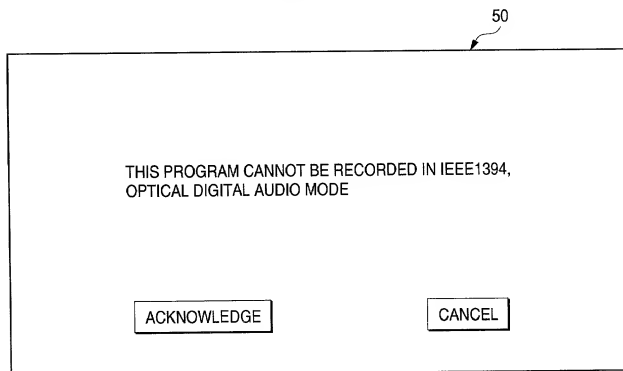 50
THIS PROGRAM CANNOT BE RECORDED IN IEEE1394,
OPTICAL DIGITAL AUDIO MODE
ACKNOWLEDGE
CANCEL